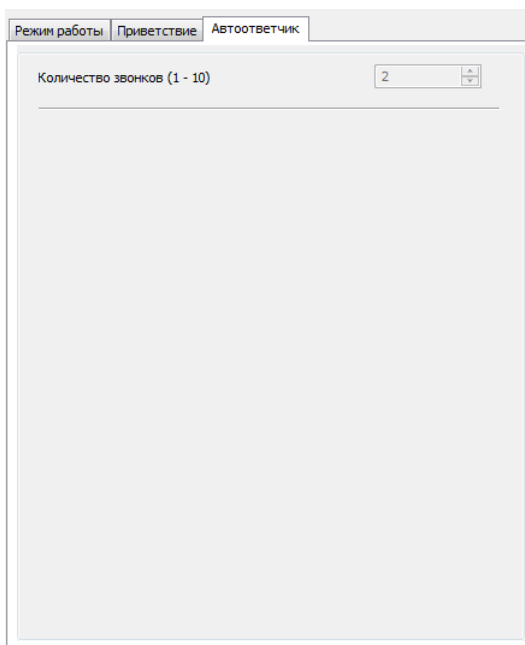 Режим работы Приветствие Автоответчик
Количество звонков (1 - 10) 2